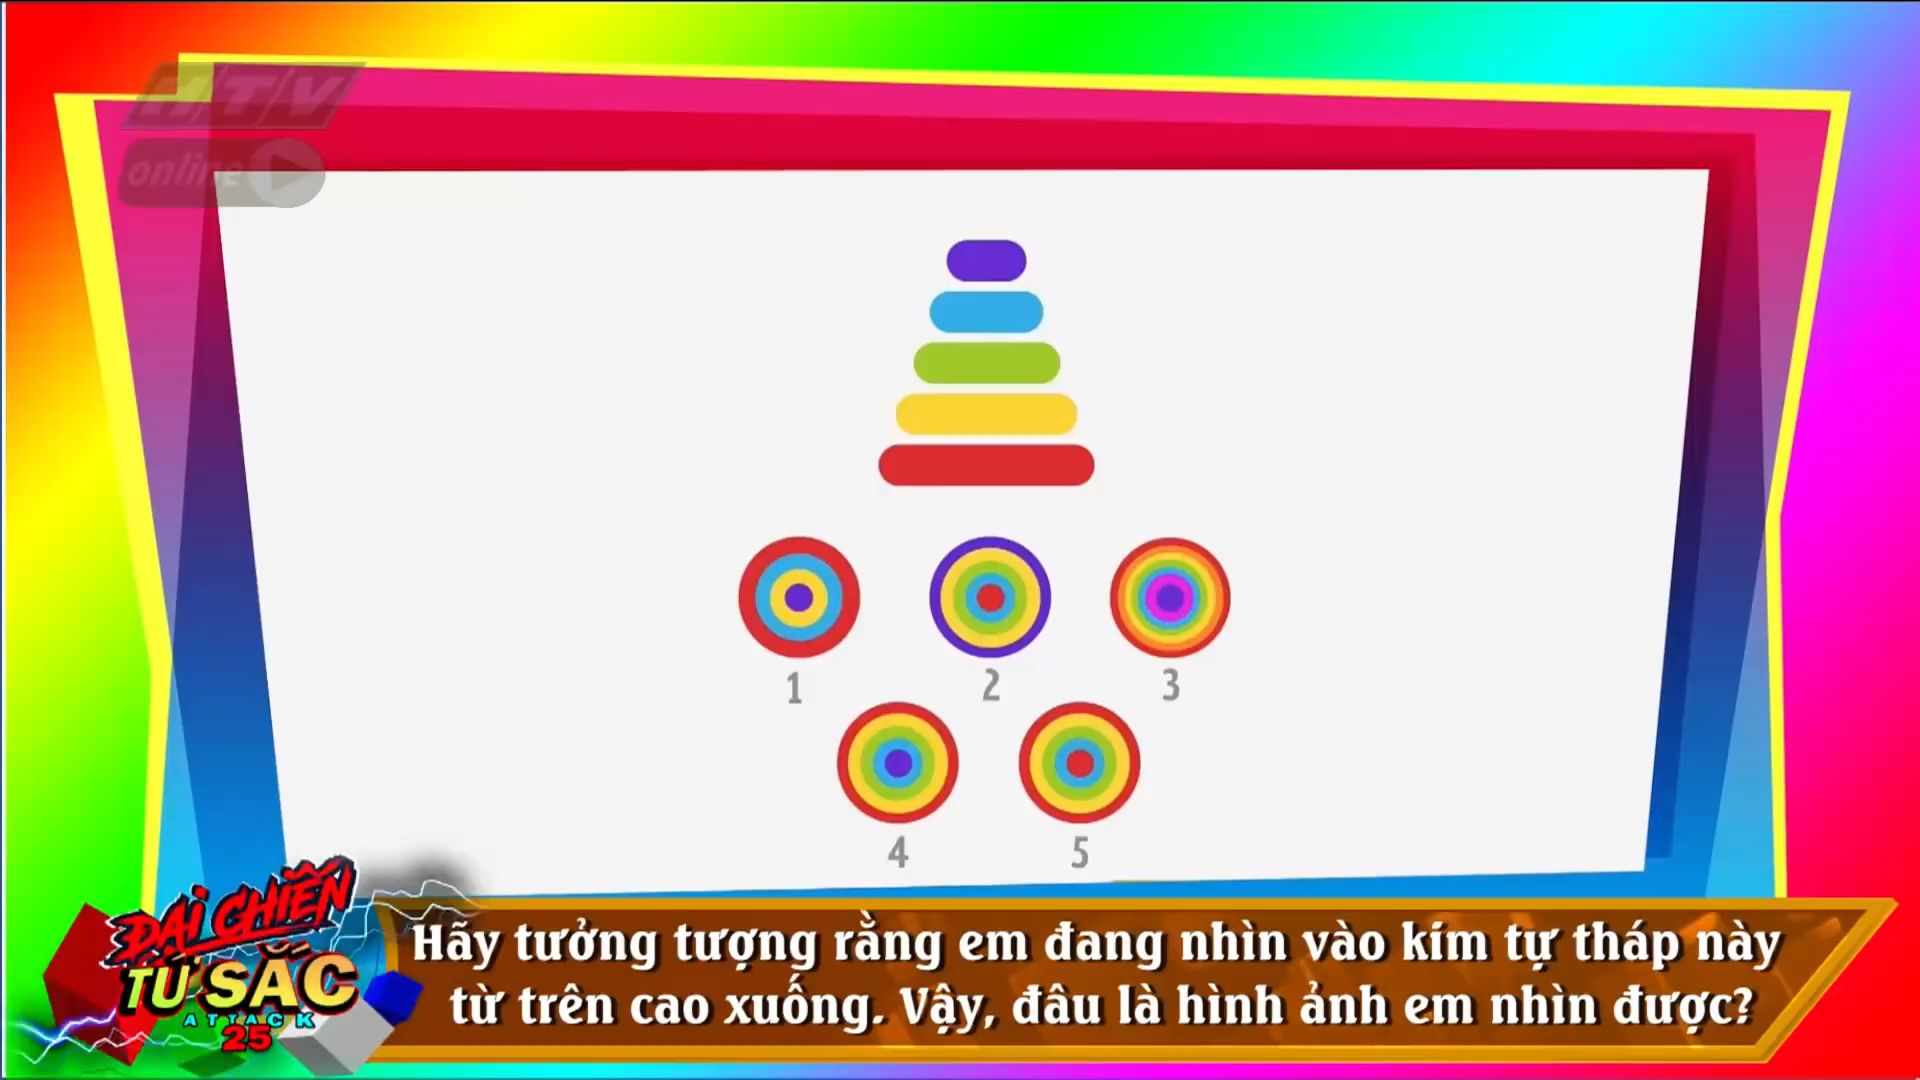 HTV
online
1
2
3
4
5
ĐẠI CHIẾN
TỨ SẮC
ATTACK
25
Hãy tưởng tượng rằng em đang nhìn vào kim tự tháp này
từ trên cao xuống. Vậy, đâu là hình ảnh em nhìn được?